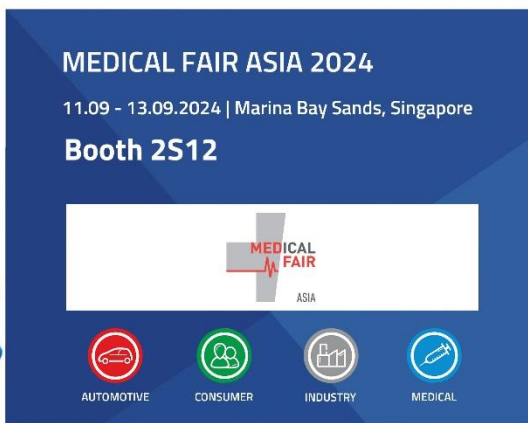 MEDICAL FAIR ASIA 2024
11.09 - 13.09.2024 | Marina Bay Sands, Singapore
Booth 2S12
MEDICAL
FAIR
ASIA
AUTOMOTIVE
CONSUMER
INDUSTRY
MEDICAL